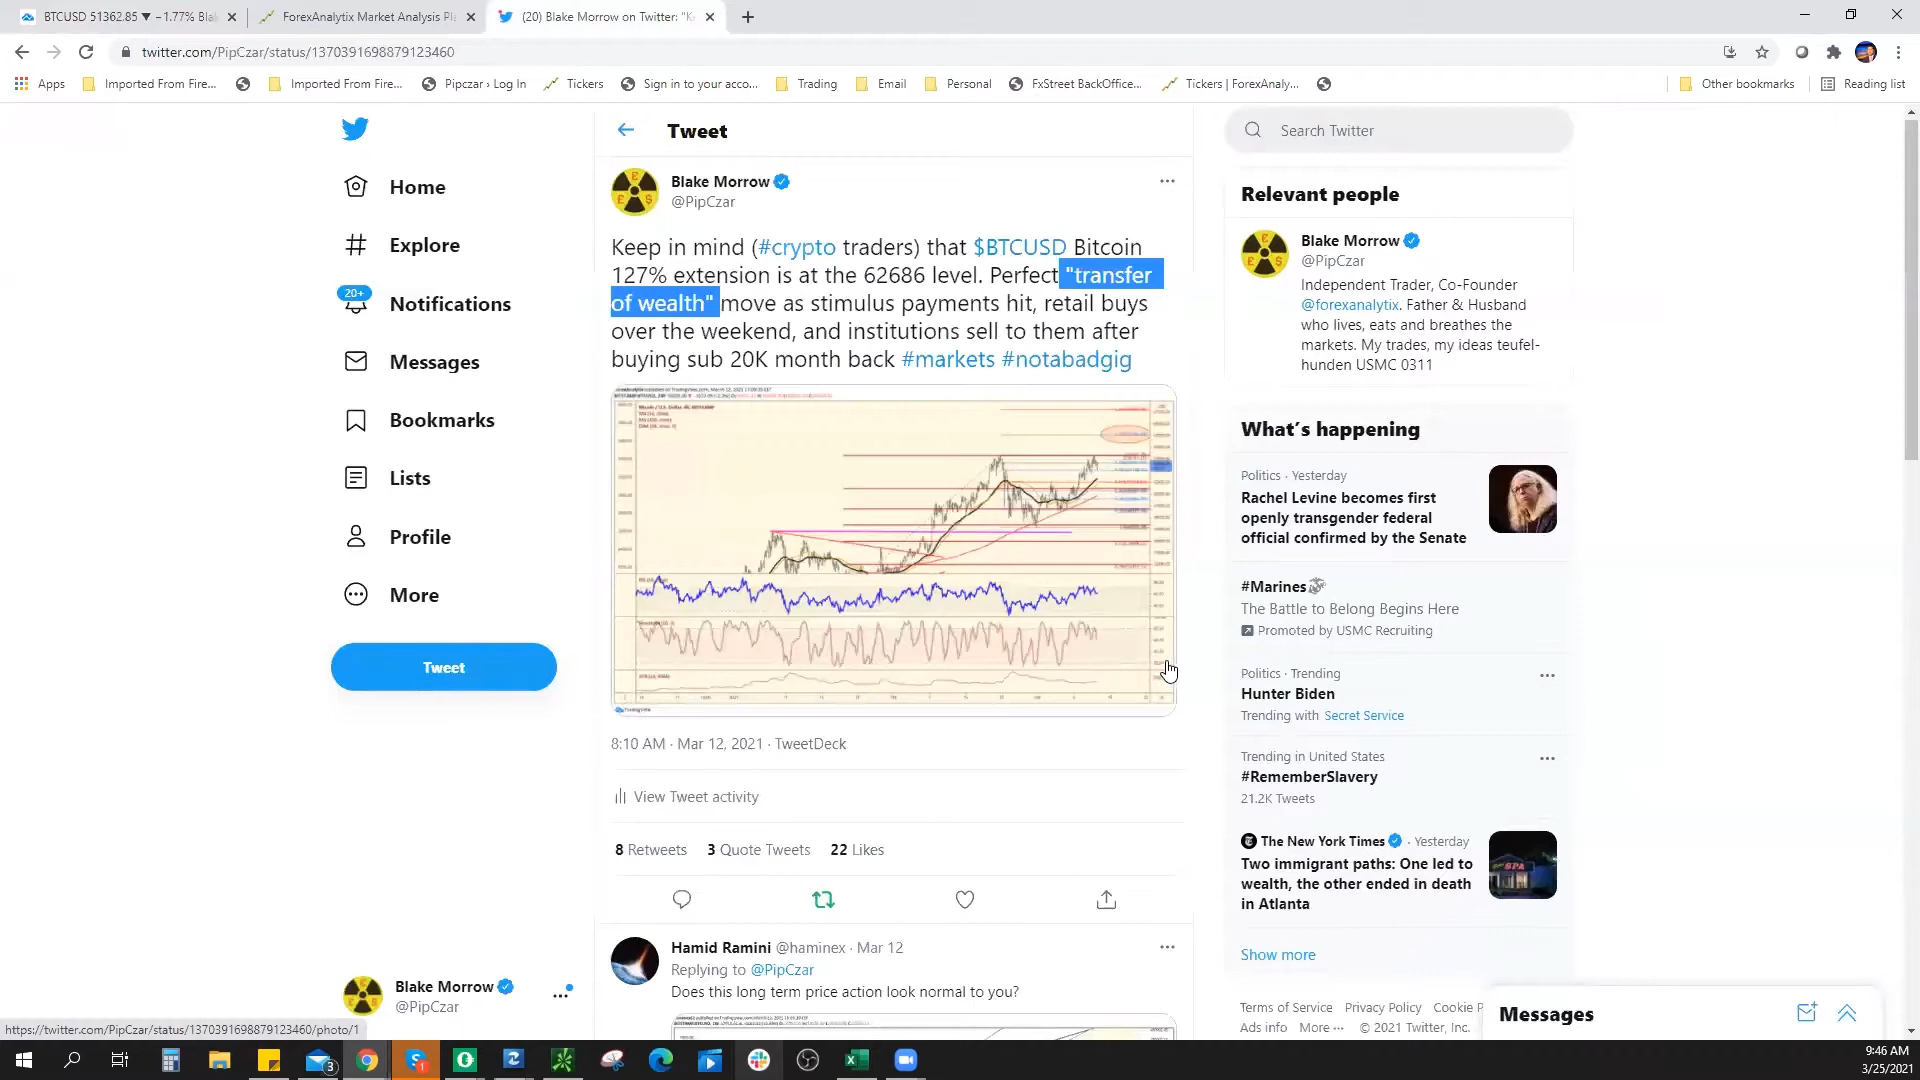 BTCUSD 51362.85 ▼ −1.77% Bla
ForexAnalytix Market Analysis Pla
(20) Blake Morrow on Twitter: "K
twitter.com/PipCzar/status/1370391698879123460
Apps
Imported From Fire...
Imported From Fire...
Pipczar › Log In
Tickers
Sign in to your acco...
Trading
Email
Personal
FxStreet BackOffice...
Tickers | ForexAnaly...
Other bookmarks
Reading list
Home
Explore
20+
Notifications
Messages
Bookmarks
Lists
Profile
More
Tweet
Blake Morrow
@PipCzar
Tweet
Blake Morrow
@PipCzar
Keep in mind (#crypto traders) that $BTCUSD Bitcoin
127% extension is at the 62686 level. Perfect "transfer
of wealth" move as stimulus payments hit, retail buys
over the weekend, and institutions sell to them after
buying sub 20K month back #markets #notabadgig
8:10 AM · Mar 12, 2021 · TweetDeck
View Tweet activity
8 Retweets 3 Quote Tweets 22 Likes
Hamid Ramini @haminex · Mar 12
Replying to @PipCzar
Does this long term price action look normal to you?
Search Twitter
Relevant people
Blake Morrow
@PipCzar
Independent Trader, Co-Founder
@forexanalytix. Father & Husband
who lives, eats and breathes the
markets. My trades, my ideas teufel-
hunden USMC 0311
What's happening
Politics · Yesterday
Rachel Levine becomes first
openly transgender federal
official confirmed by the Senate
#Marines
The Battle to Belong Begins Here
Promoted by USMC Recruiting
Politics · Trending
Hunter Biden
Trending with Secret Service
Trending in United States
#RememberSlavery
21.2K Tweets
The New York Times · Yesterday
Two immigrant paths: One led to
wealth, the other ended in death
in Atlanta
SPA
Show more
Terms of Service Privacy Policy Cookie P
Ads info More ··· © 2021 Twitter, Inc.
Messages
https://twitter.com/PipCzar/status/1370391698879123460/photo/1
3
1
9:46 AM
3/25/2021